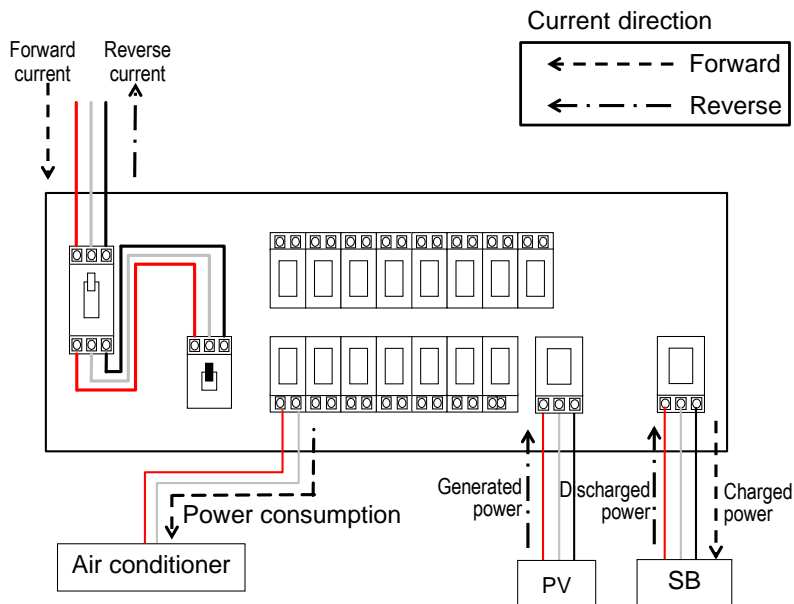 Current direction
Forward
Reverse
Forward
current
Reverse
current
Generated
power
Discharged
power
Charged
power
Power consumption
Air conditioner
PV
SB